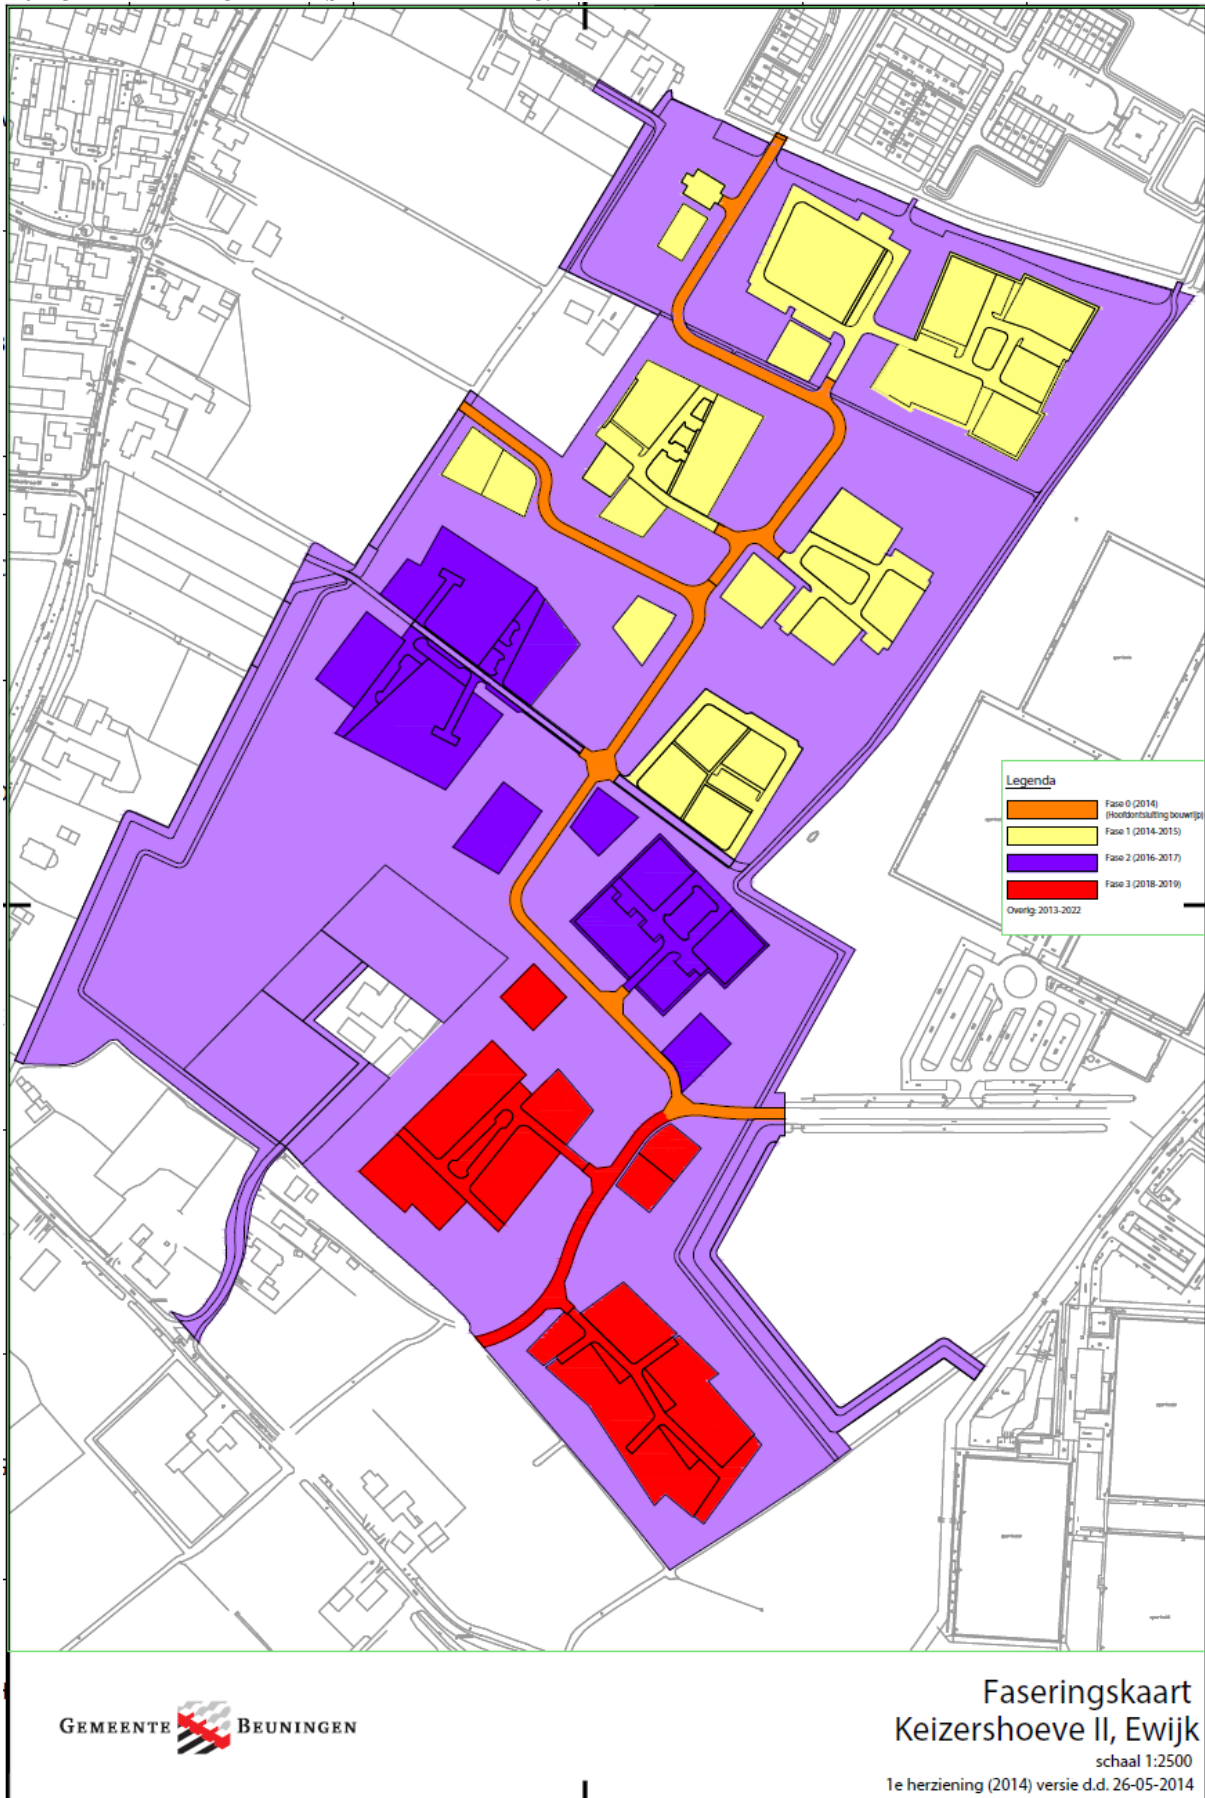 Legenda
Fase 0 (2014)
(Hoofdontsluiting bouwrijp)
Fase 1 (2014-2015)
Fase 2 (2016-2017)
Fase 3 (2018-2019)
Overig: 2013-2022
GEMEENTE BEUNINGEN
Faseringskaart
Keizershoeve II, Ewijk
schaal 1:2500
1e herziening (2014) versie d.d. 26-05-2014